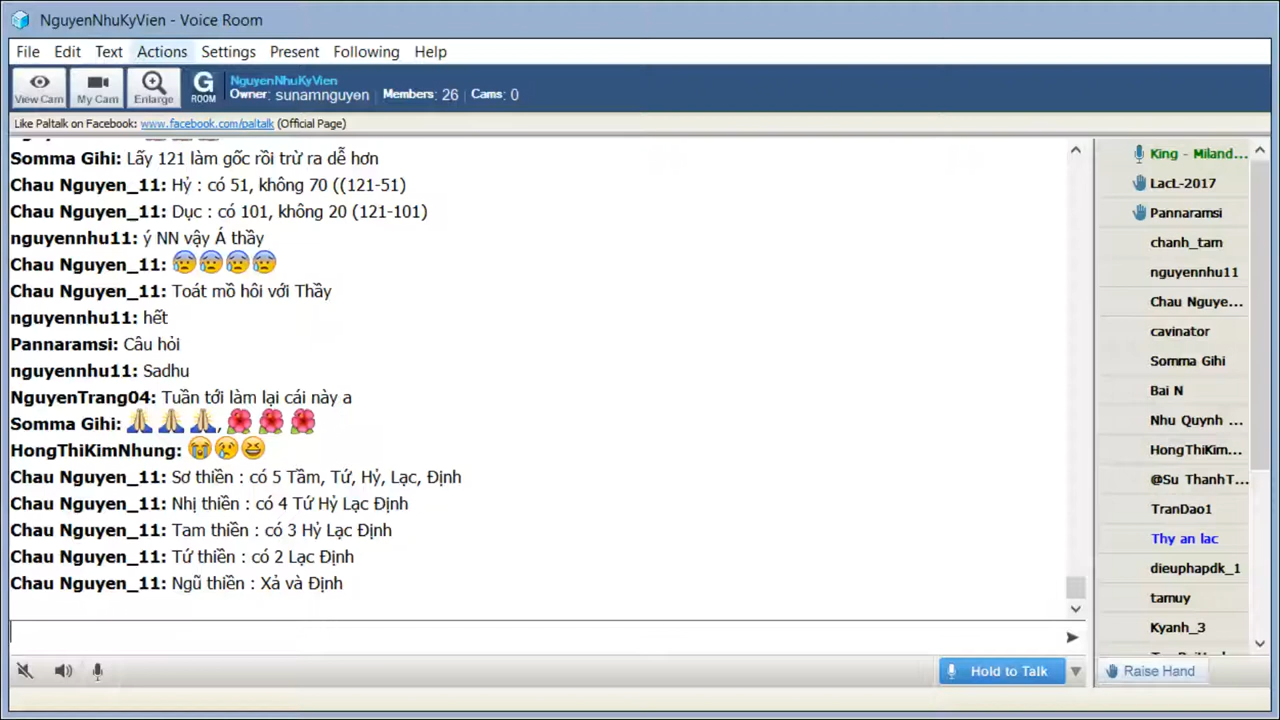 NguyenNhuKyVien - Voice Room
File Edit Text Actions Settings Present Following Help
View Cam
My Cam
Enlarge
G ROOM
NguyenNhuKyVien
Owner: sunamnguyen Members: 26 Cams: 0
Like Paltalk on Facebook: www.facebook.com/paltalk (Official Page)
Somma Gihi: Lấy 121 làm gốc rồi trừ ra dễ hơn
Chau Nguyen_11: Hỷ : có 51, không 70 ((121-51)
Chau Nguyen_11: Dục : có 101, không 20 (121-101)
nguyennhu11: ý NN vậy Á thầy
Chau Nguyen_11:
Chau Nguyen_11: Toát mồ hôi với Thầy
nguyennhu11: hết
Pannaramsi: Câu hỏi
nguyennhu11: Sadhu
NguyenTrang04: Tuần tới làm lại cái này a
Somma Gihi: ,
HongThiKimNhung:
Chau Nguyen_11: Sơ thiền : có 5 Tầm, Tứ, Hỷ, Lạc, Định
Chau Nguyen_11: Nhị thiền : có 4 Tứ Hỷ Lạc Định
Chau Nguyen_11: Tam thiền : có 3 Hỷ Lạc Định
Chau Nguyen_11: Tứ thiền : có 2 Lạc Định
Chau Nguyen_11: Ngũ thiền : Xả và Định
King - Miland...
LacL-2017
Pannaramsi
chanh_tam
nguyennhu11
Chau Nguye...
cavinator
Somma Gihi
Bai N
Nhu Quynh ...
HongThiKim...
@Su ThanhT...
TranDao1
Thy an lac
dieuphapdk_1
tamuy
Kyanh_3
Hold to Talk
Raise Hand